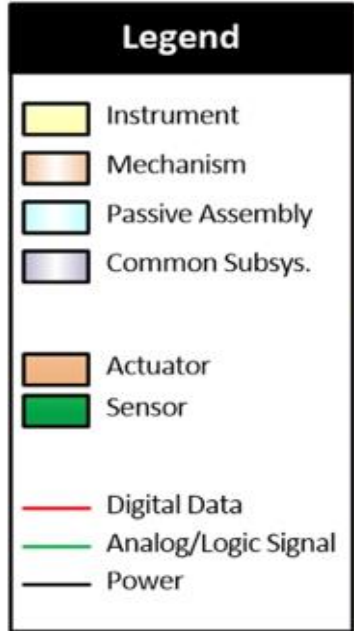 Legend
Instrument
Mechanism
Passive Assembly
Common Subsys.
Actuator
Sensor
Digital Data
Analog/Logic Signal
Power